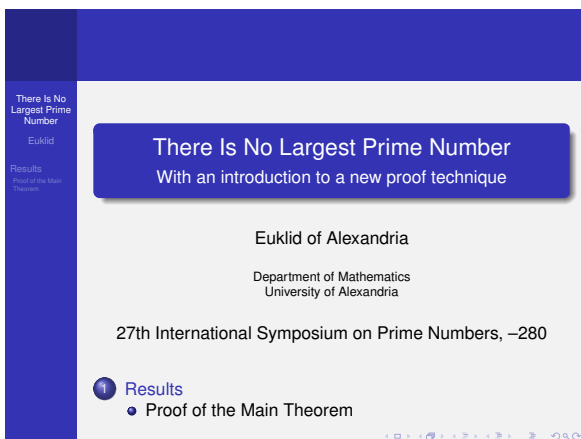 There Is No
Largest Prime
Number
Euklid
Results
Proof of the Main
Theorem
There Is No Largest Prime Number
With an introduction to a new proof technique
Euklid of Alexandria
Department of Mathematics
University of Alexandria
27th International Symposium on Prime Numbers, –280
1 Results
Proof of the Main Theorem